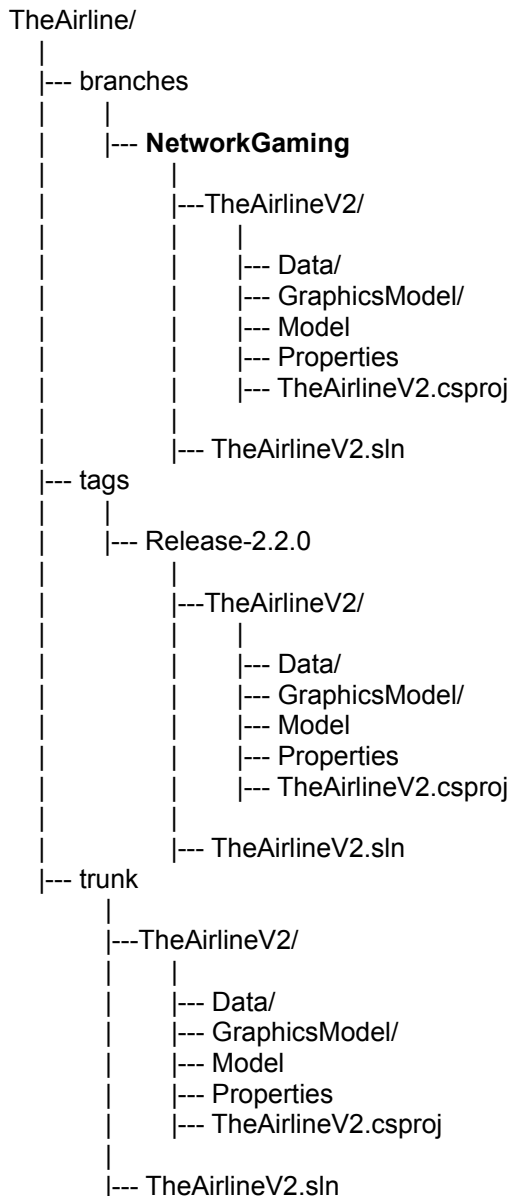 TheAirline/
|
|--- branches
| |
| |--- NetworkGaming
| |
| |---TheAirlineV2/
| | |
| | |--- Data/
| | |--- GraphicsModel/
| | |--- Model
| | |--- Properties
| | |--- TheAirlineV2.csproj
| |
| |--- TheAirlineV2.sln
|--- tags
| |
| |--- Release-2.2.0
| |
| |---TheAirlineV2/
| | |
| | |--- Data/
| | |--- GraphicsModel/
| | |--- Model
| | |--- Properties
| | |--- TheAirlineV2.csproj
| |
| |--- TheAirlineV2.sln
|--- trunk
|
|---TheAirlineV2/
| |
| |--- Data/
| |--- GraphicsModel/
| |--- Model
| |--- Properties
| |--- TheAirlineV2.csproj
|
|--- TheAirlineV2.sln